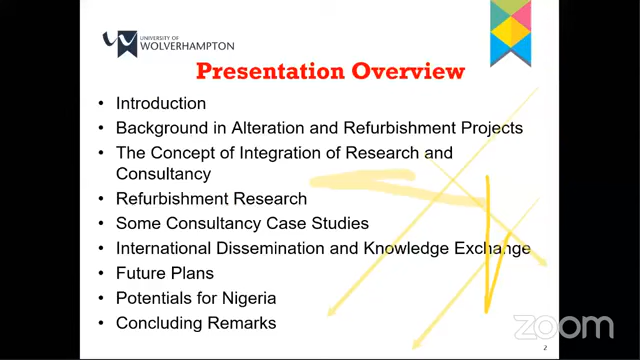 UNIVERSITY OF
WOLVERHAMPTON
Presentation Overview
• Introduction
• Background in Alteration and Refurbishment Projects
• The Concept of Integration of Research and
Consultancy
• Refurbishment Research
• Some Consultancy Case Studies
• International Dissemination and Knowledge Exchange
• Future Plans
• Potentials for Nigeria
• Concluding Remarks
zoom
2